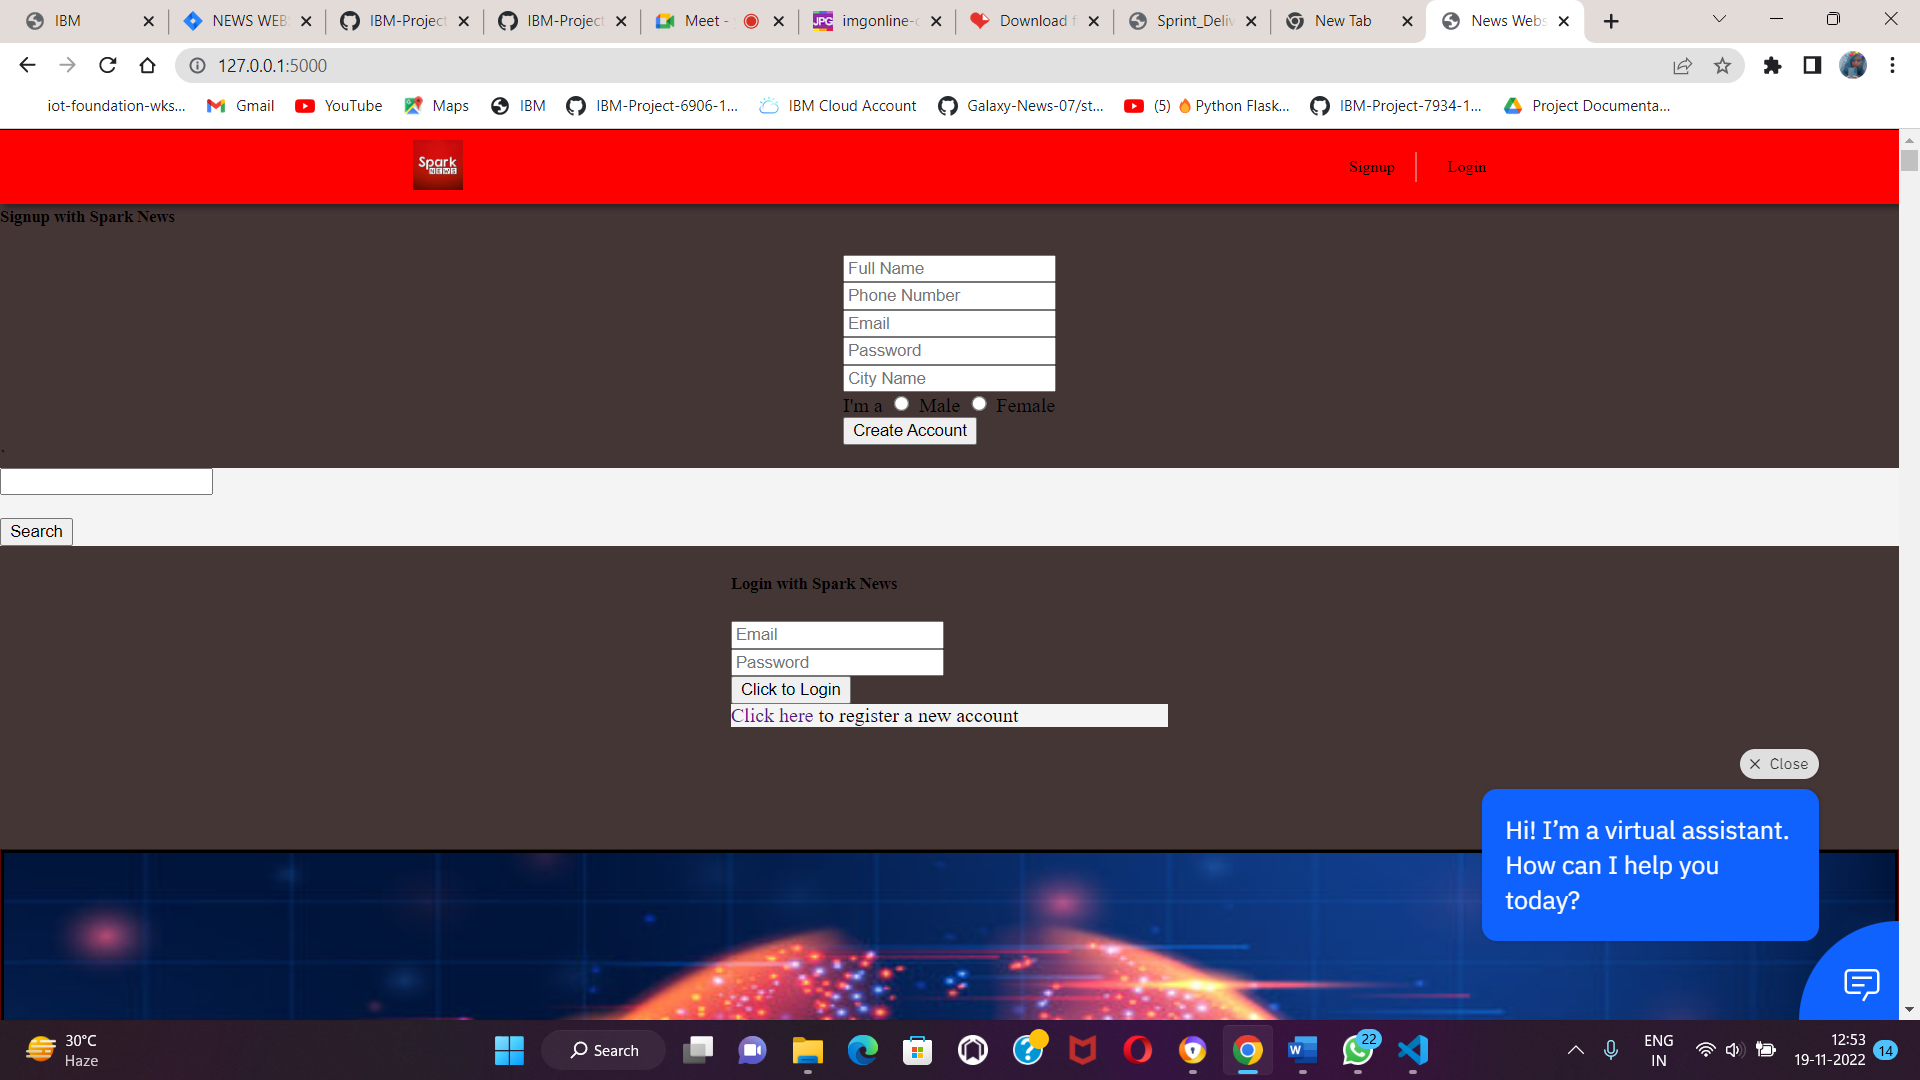 IBM
NEWS WEB
IBM-Project
IBM-Project
Meet -
imgonline-
Download f
Sprint_Deliv
New Tab
News Webs
127.0.0.1:5000
iot-foundation-wks...
Gmail
YouTube
Maps
IBM
IBM-Project-6906-1...
IBM Cloud Account
Galaxy-News-07/st...
(5) 🔥 Python Flask...
IBM-Project-7934-1...
Project Documenta...
Spark
NEWS
Signup
Login
Signup with Spark News
Full Name
Phone Number
Email
Password
City Name
I'm a Male Female
Create Account
.
Search
Login with Spark News
Email
Password
Click to Login
Click here to register a new account
Close
Hi! I’m a virtual assistant.
How can I help you
today?
30°C
Haze
Search
22
ENG
IN
12:53
19-11-2022
14